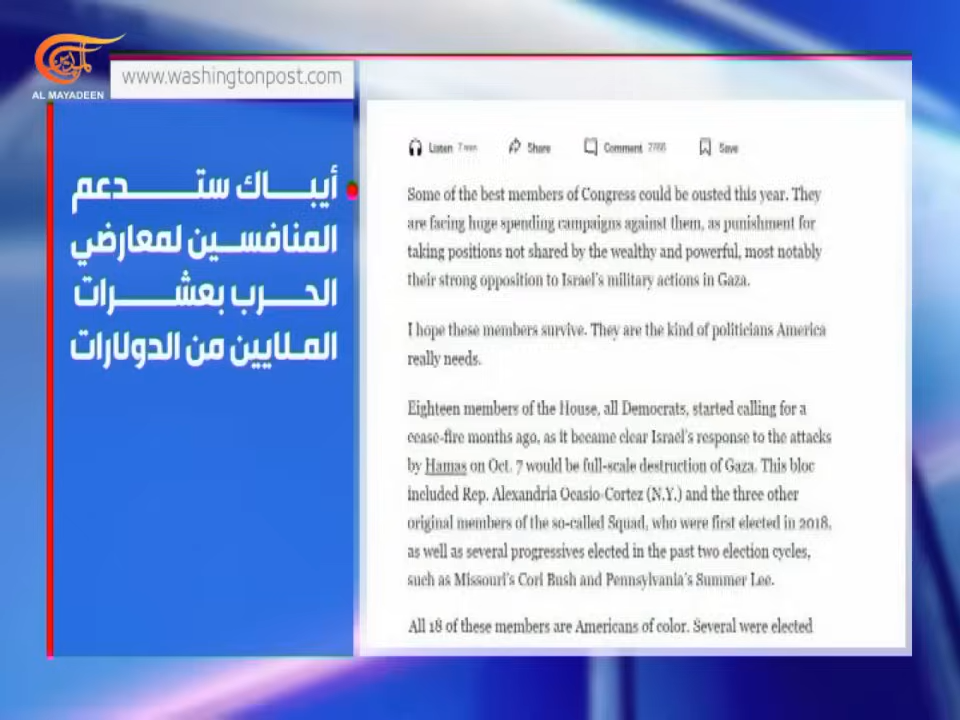 AL MAYADEEN
www.washingtonpost.com
أيباك ستدعم
المنافسين لمعارضي
الحرب بعشرات
الملايين من الدولارات
Listen 7 min Share Comment Save
Some of the best members of Congress could be ousted this year. They
are facing huge spending campaigns against them, as punishment for
taking positions not shared by the wealthy and powerful, most notably
their strong opposition to Israel's military actions in Gaza.
I hope these members survive. They are the kind of politicians America
really needs.
Eighteen members of the House, all Democrats, started calling for a
cease-fire months ago, as it became clear Israel's response to the attacks
by Hamas on Oct. 7 would be full-scale destruction of Gaza. This bloc
included Rep. Alexandria Ocasio-Cortez (N.Y.) and the three other
original members of the so-called Squad, who were first elected in 2018,
as well as several progressives elected in the past two election cycles,
such as Missouri's Cori Bush and Pennsylvania's Summer Lee.
All 18 of these members are Americans of color. Several were elected